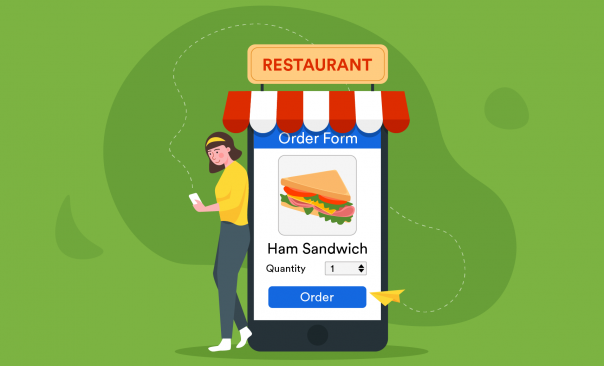 RESTAURANT
Order Form
Ham Sandwich
Quantity 1
Order